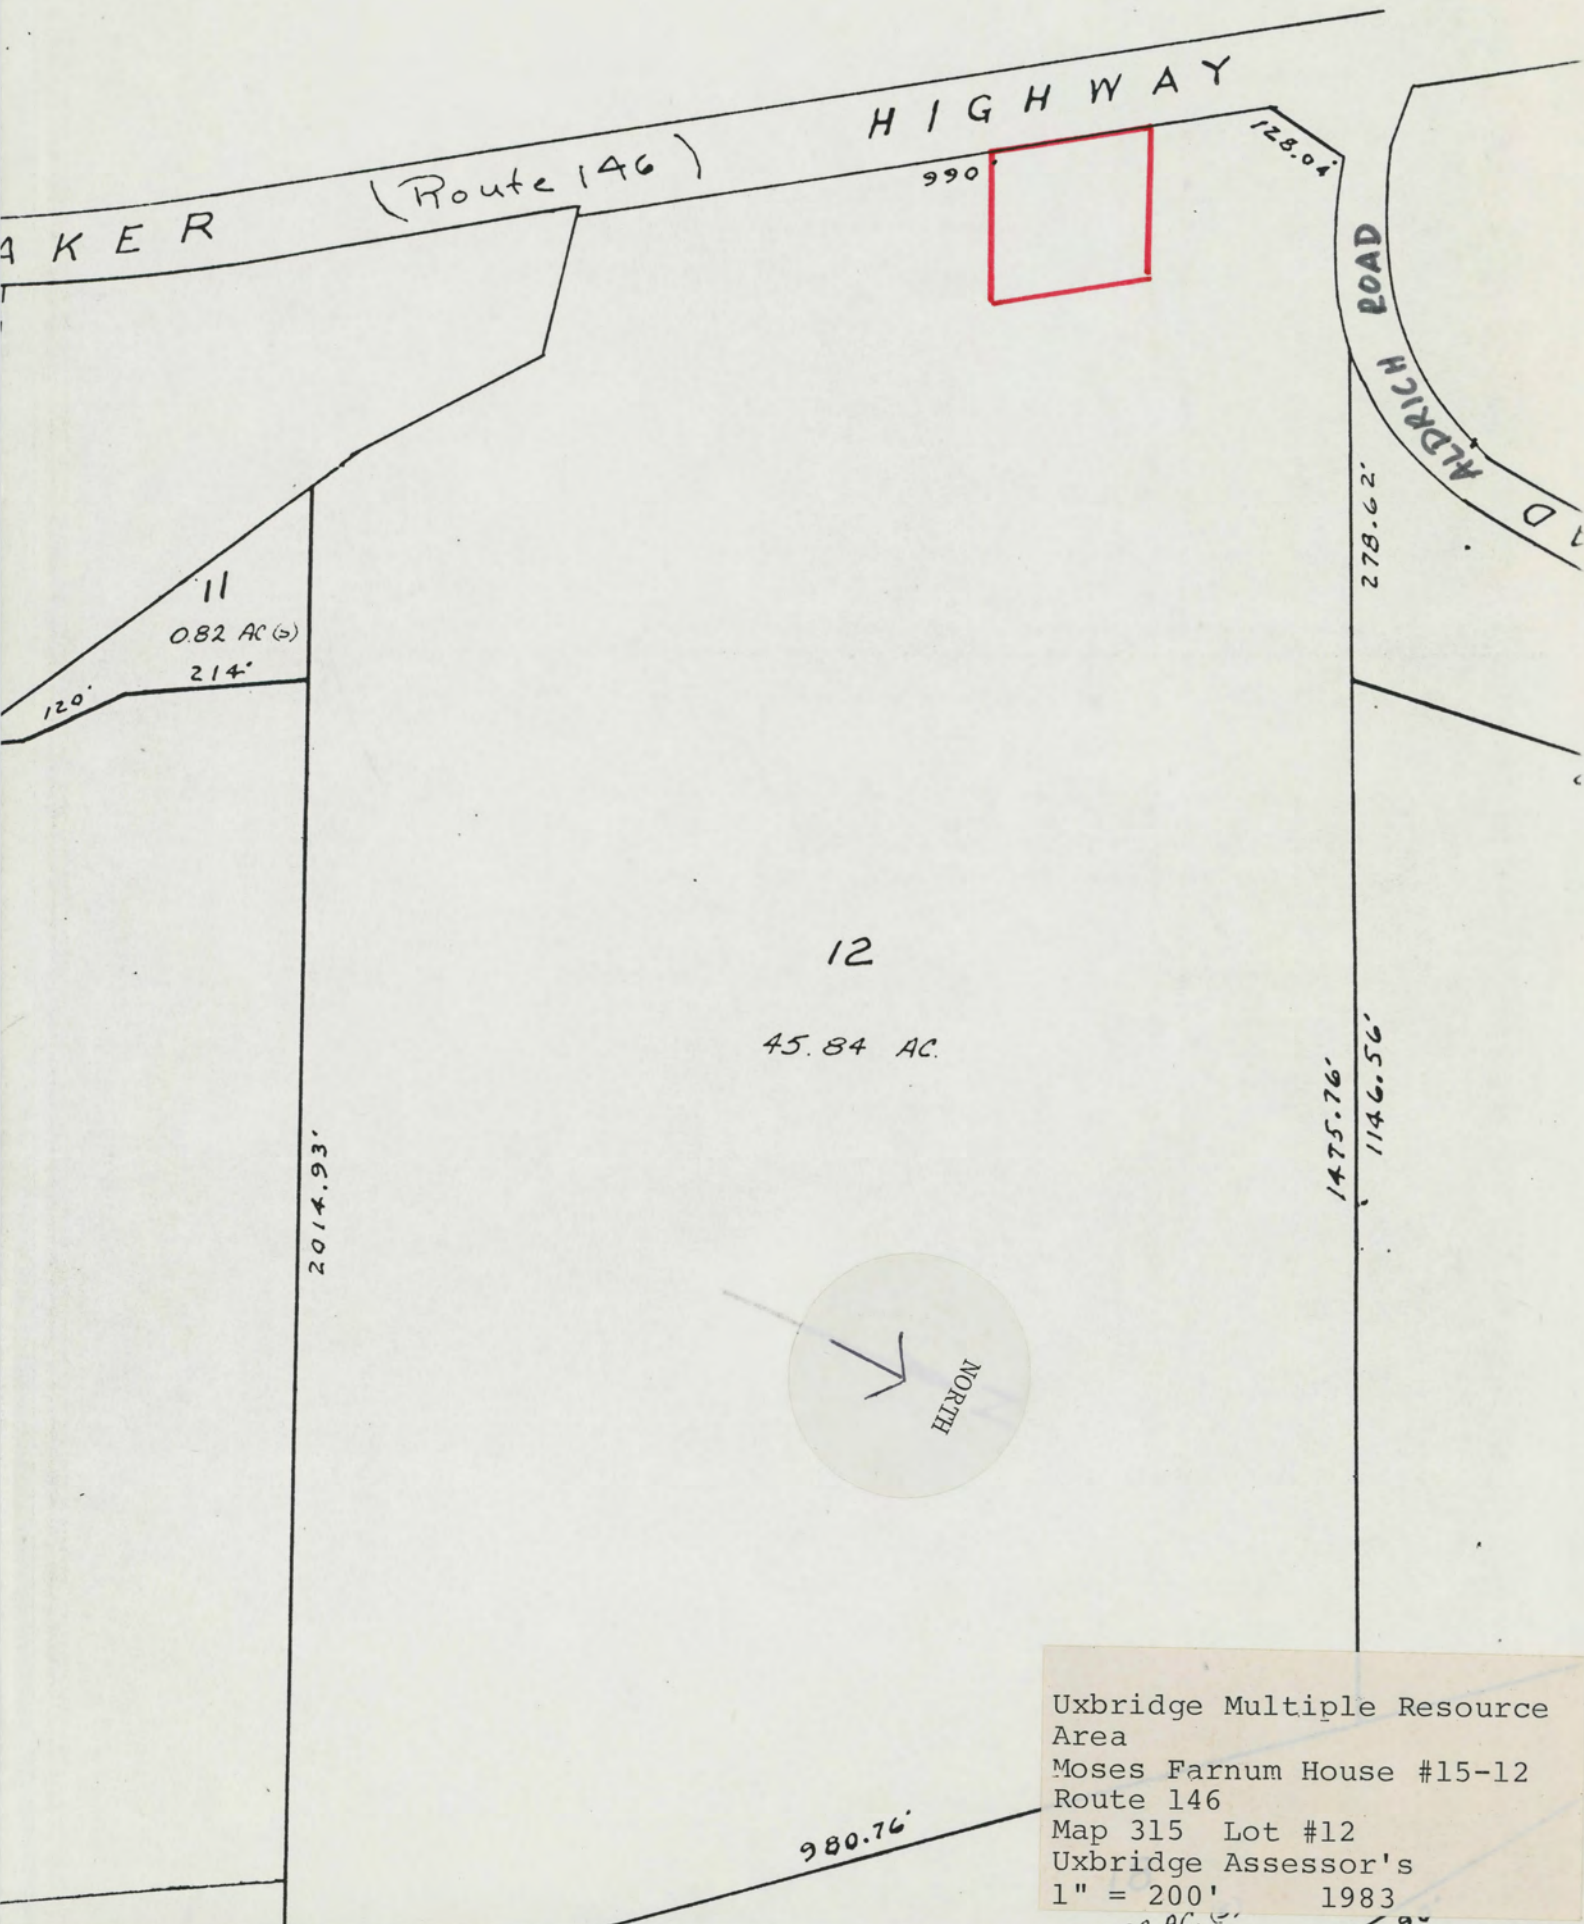 HIGHWAY
(Route 146)
AKER
990
128.04'
ROAD
ALDRICH
D
278.62'
11
0.82 AC(s)
214'
120'
12
45.84 AC.
1475.76'
1146.56'
2014.93'
NORTH
980.76'
Uxbridge Multiple Resource
Area
Moses Farnum House #15-12
Route 146
Map 315 Lot #12
Uxbridge Assessor's
1" = 200' 1983